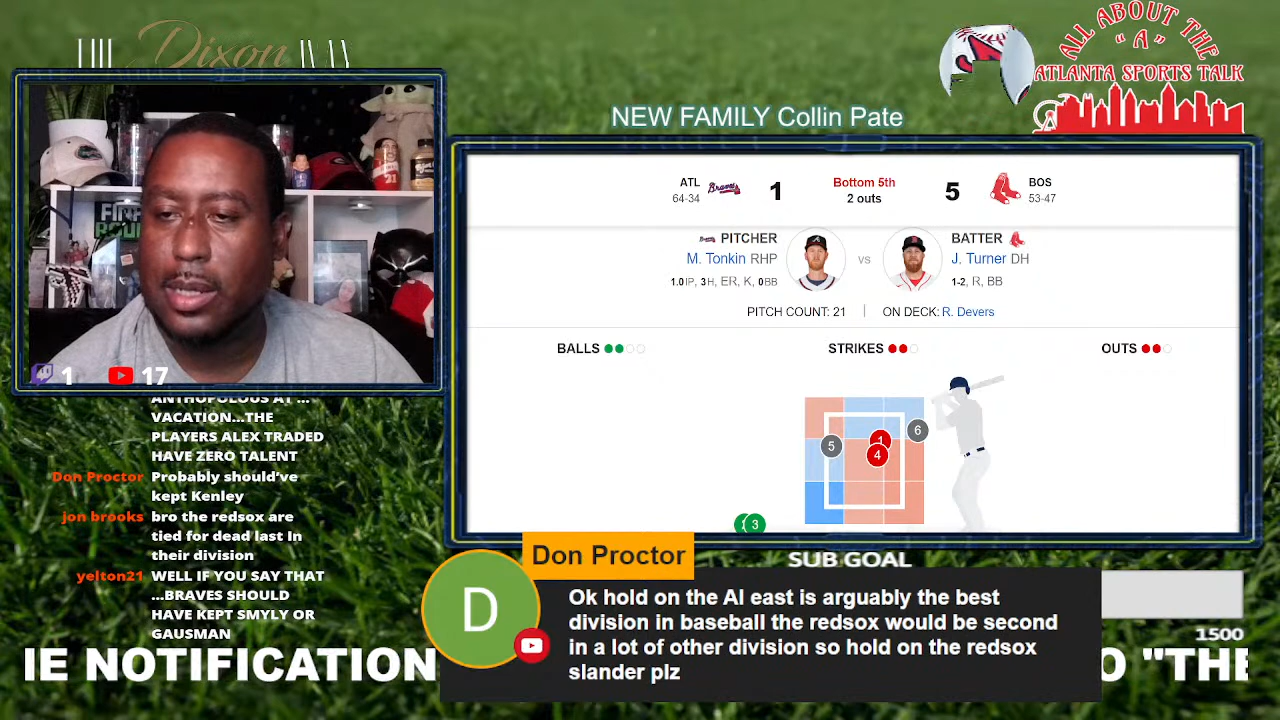 Dixon
ALL ABOUT THE
"A"
ATLANTA SPORTS TALK
NEW FAMILY Collin Pate
ATL
64-34
Braves
1
Bottom 5th
2 outs
5
BOS
53-47
PITCHER
M. Tonkin RHP
1.0IP, 3H, ER, K, 0BB
vs
BATTER
J. Turner DH
1-2, R, BB
PITCH COUNT: 21
ON DECK: R. Devers
BALLS
STRIKES
OUTS
1
4
5
6
3
1
17
ANTHOPOLOUS AT ...
VACATION...THE
PLAYERS ALEX TRADED
HAVE ZERO TALENT
Don Proctor Probably should've
kept Kenley
jon brooks bro the redsox are
tied for dead last In
their division
yelton21 WELL IF YOU SAY THAT
...BRAVES SHOULD
HAVE KEPT SMYLY OR
GAUSMAN
SUB GOAL
1500
D
Don Proctor
Ok hold on the Al east is arguably the best
division in baseball the redsox would be second
in a lot of other division so hold on the redsox
slander plz
IE NOTIFICATION
O "THE